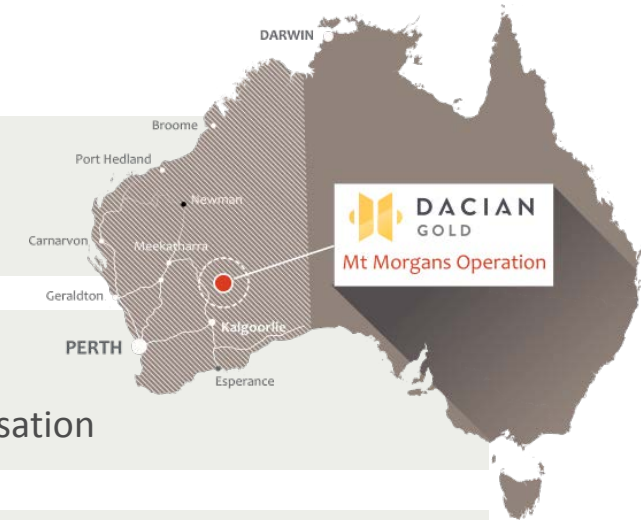 DARWIN
Broome
Port Hedland
Newman
Carnarvon
Meekatharra
DACIAN
GOLD
Mt Morgans Operation
Geraldton
Kalgoorlie
PERTH
Esperance
sation